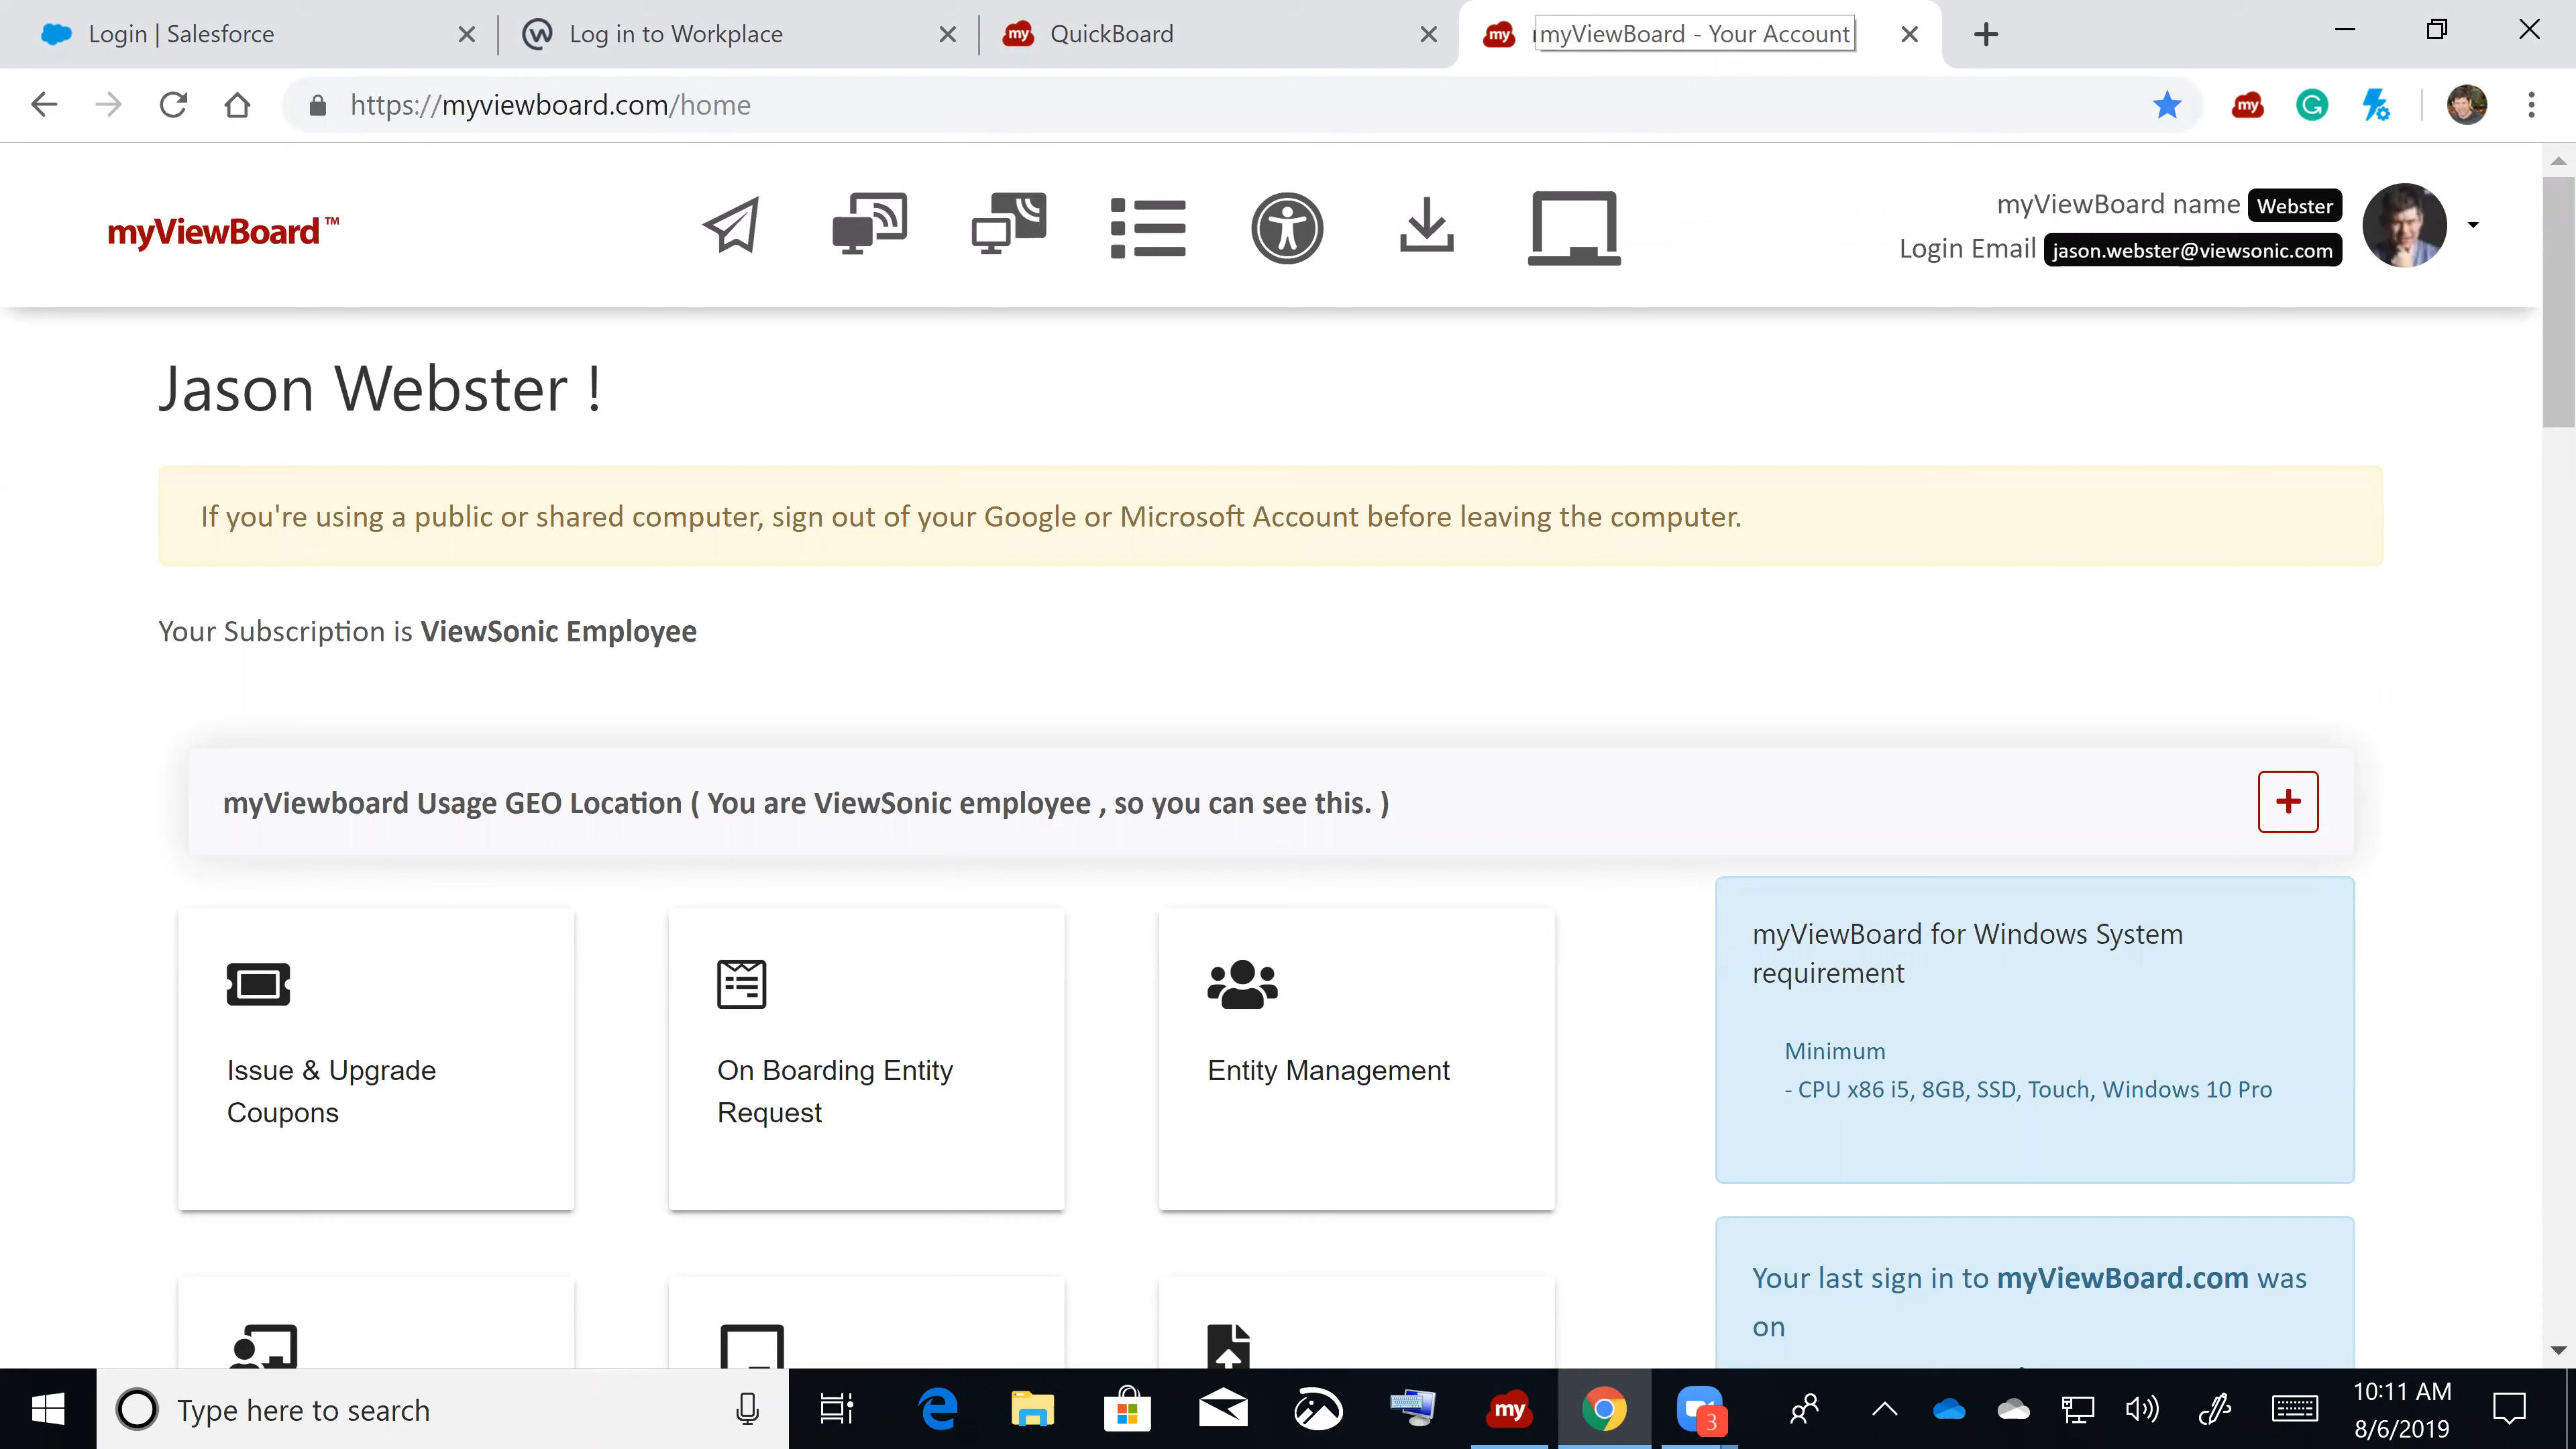 Login | Salesforce
Log in to Workplace
QuickBoard
myViewBoard - Your Account
https://myviewboard.com/home
my
myViewBoard™
myViewBoard name Webster
Login Email jason.webster@viewsonic.com
Jason Webster !
If you're using a public or shared computer, sign out of your Google or Microsoft Account before leaving the computer.
Your Subscription is ViewSonic Employee
myViewboard Usage GEO Location ( You are ViewSonic employee , so you can see this. )
Issue & Upgrade
Coupons
On Boarding Entity
Request
Entity Management
myViewBoard for Windows System
requirement
Minimum
- CPU x86 i5, 8GB, SSD, Touch, Windows 10 Pro
Your last sign in to myViewBoard.com was
on
Type here to search
my
3
10:11 AM
8/6/2019